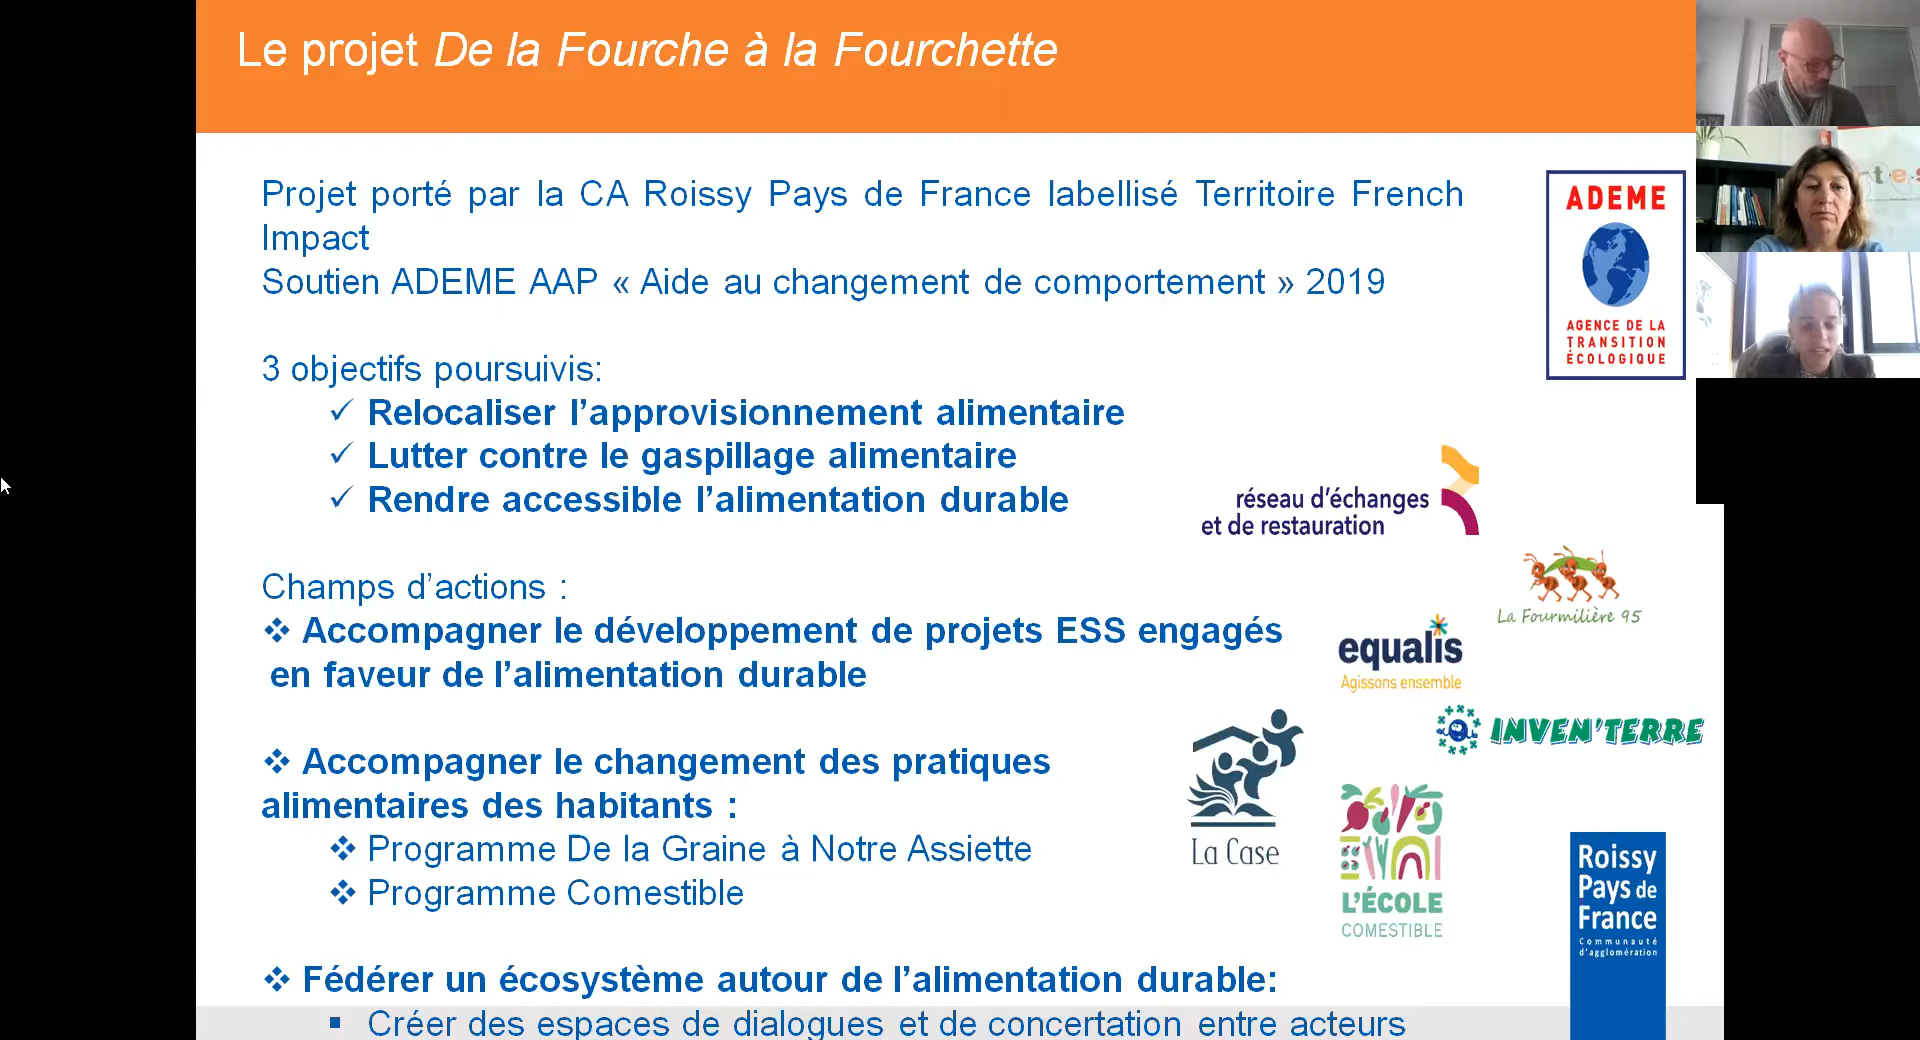 Le projet De la Fourche à la Fourchette
Projet porté par la CA Roissy Pays de France labellisé Territoire French
Impact
Soutien ADEME AAP « Aide au changement de comportement » 2019
3 objectifs poursuivis:
✓ Relocaliser l’approvisionnement alimentaire
✓ Lutter contre le gaspillage alimentaire
✓ Rendre accessible l’alimentation durable
Champs d’actions :
❖ Accompagner le développement de projets ESS engagés
en faveur de l’alimentation durable
❖ Accompagner le changement des pratiques
alimentaires des habitants :
❖ Programme De la Graine à Notre Assiette
❖ Programme Comestible
❖ Fédérer un écosystème autour de l’alimentation durable:
▪ Créer des espaces de dialogues et de concertation entre acteurs
ADEME
AGENCE DE LA
TRANSITION
ÉCOLOGIQUE
réseau d’échanges
et de restauration
La Fourmilière 95
equalis
Agissons ensemble
INVEN’TERRE
La Case
L’ÉCOLE
COMESTIBLE
Roissy
Pays de
France
Communauté
d’agglomération